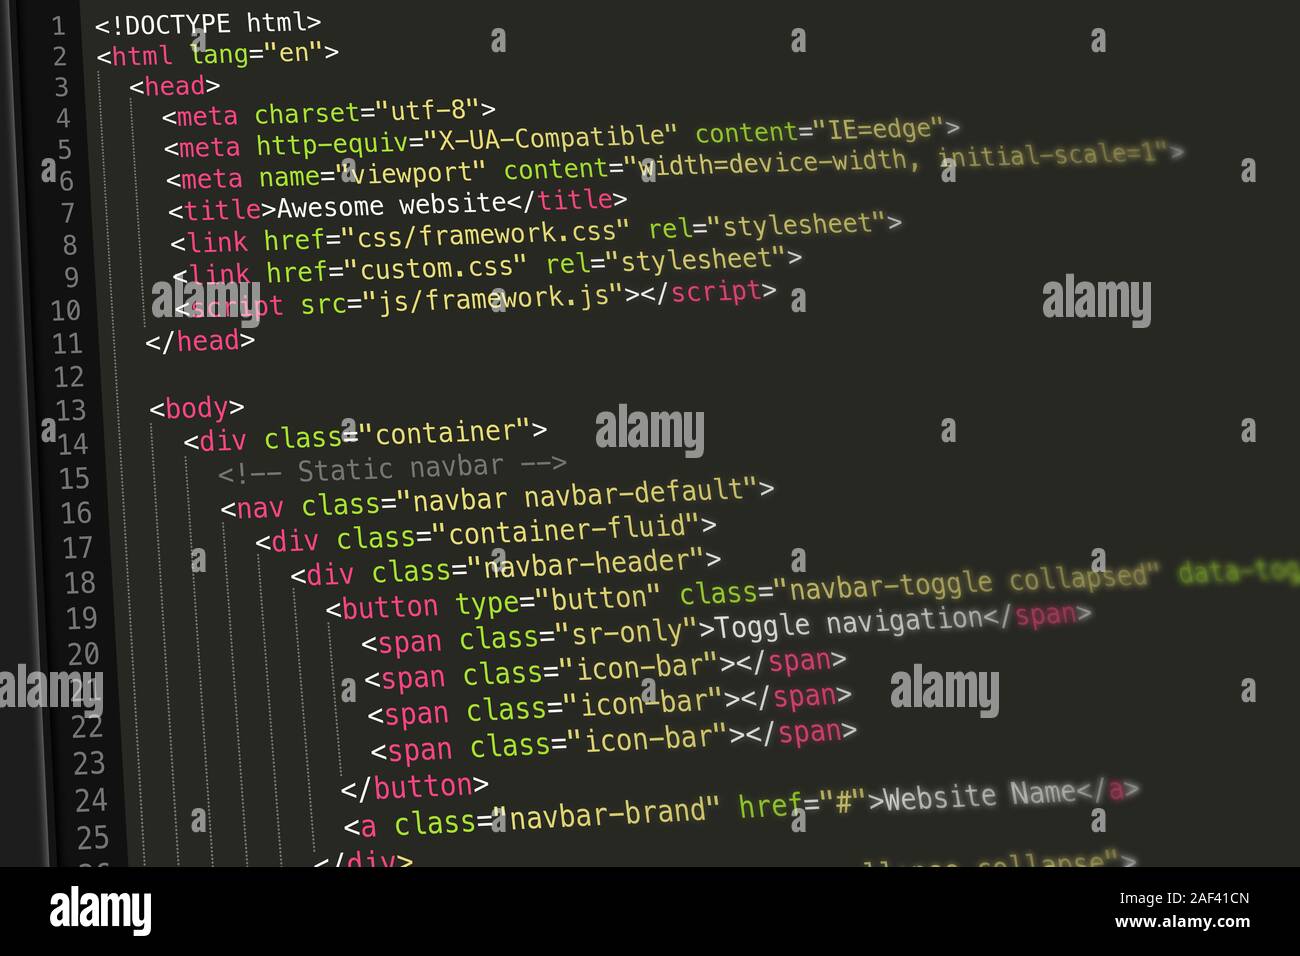 1 <!DOCTYPE html>
2 <html lang="en">
3 <head>
4 <meta charset="utf-8">
5 <meta http-equiv="X-UA-Compatible" content="IE=edge">
6 <meta name="viewport" content="width=device-width, initial-scale=1">
7 <title>Awesome website</title>
8 <link href="css/framework.css" rel="stylesheet">
9 <link href="custom.css" rel="stylesheet">
10 <script src="js/framework.js"></script>
11 </head>
12
13 <body>
14 <div class="container">
15 <!-- Static navbar -->
16 <nav class="navbar navbar-default">
17 <div class="container-fluid">
18 <div class="navbar-header">
19 <button type="button" class="navbar-toggle collapsed" data-tog
20 <span class="sr-only">Toggle navigation</span>
21 <span class="icon-bar"></span>
22 <span class="icon-bar"></span>
23 <span class="icon-bar"></span>
24 </button>
25 <a class="navbar-brand" href="#">Website Name</a>
</div>
collapse">
alamy
alamy
alamy
alamy
alamy
alamy
Image ID: 2AF41CN
www.alamy.com